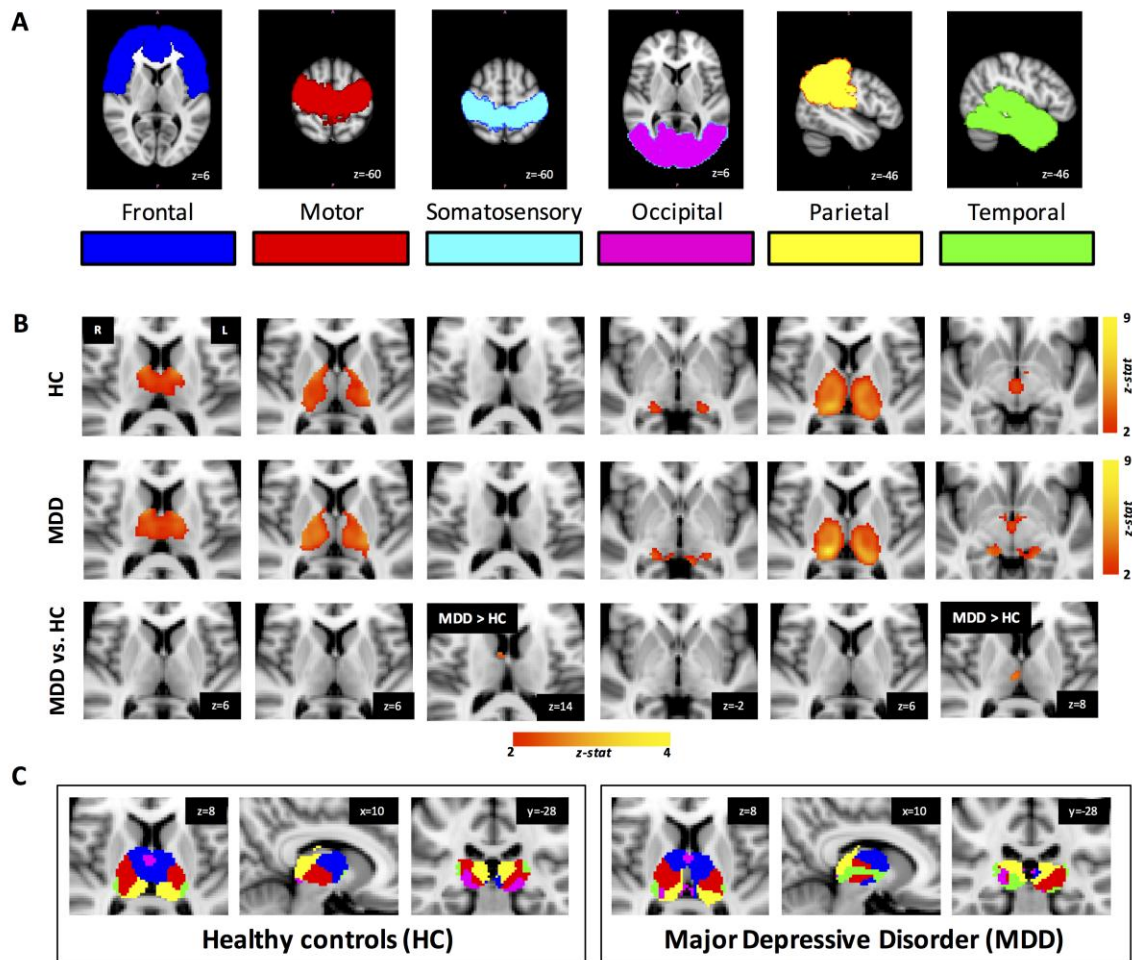 A
z=6
z=-60
z=-60
z=6
z=-46
z=-46
Frontal
Motor
Somatosensory
Occipital
Parietal
Temporal
B
R
L
HC
9
z-stat
2
MDD
9
z-stat
2
MDD vs. HC
MDD > HC
MDD > HC
z=6
z=6
z=14
z=-2
z=6
z=8
2
z-stat
4
C
z=8
x=10
y=-28
z=8
x=10
y=-28
Healthy controls (HC)
Major Depressive Disorder (MDD)